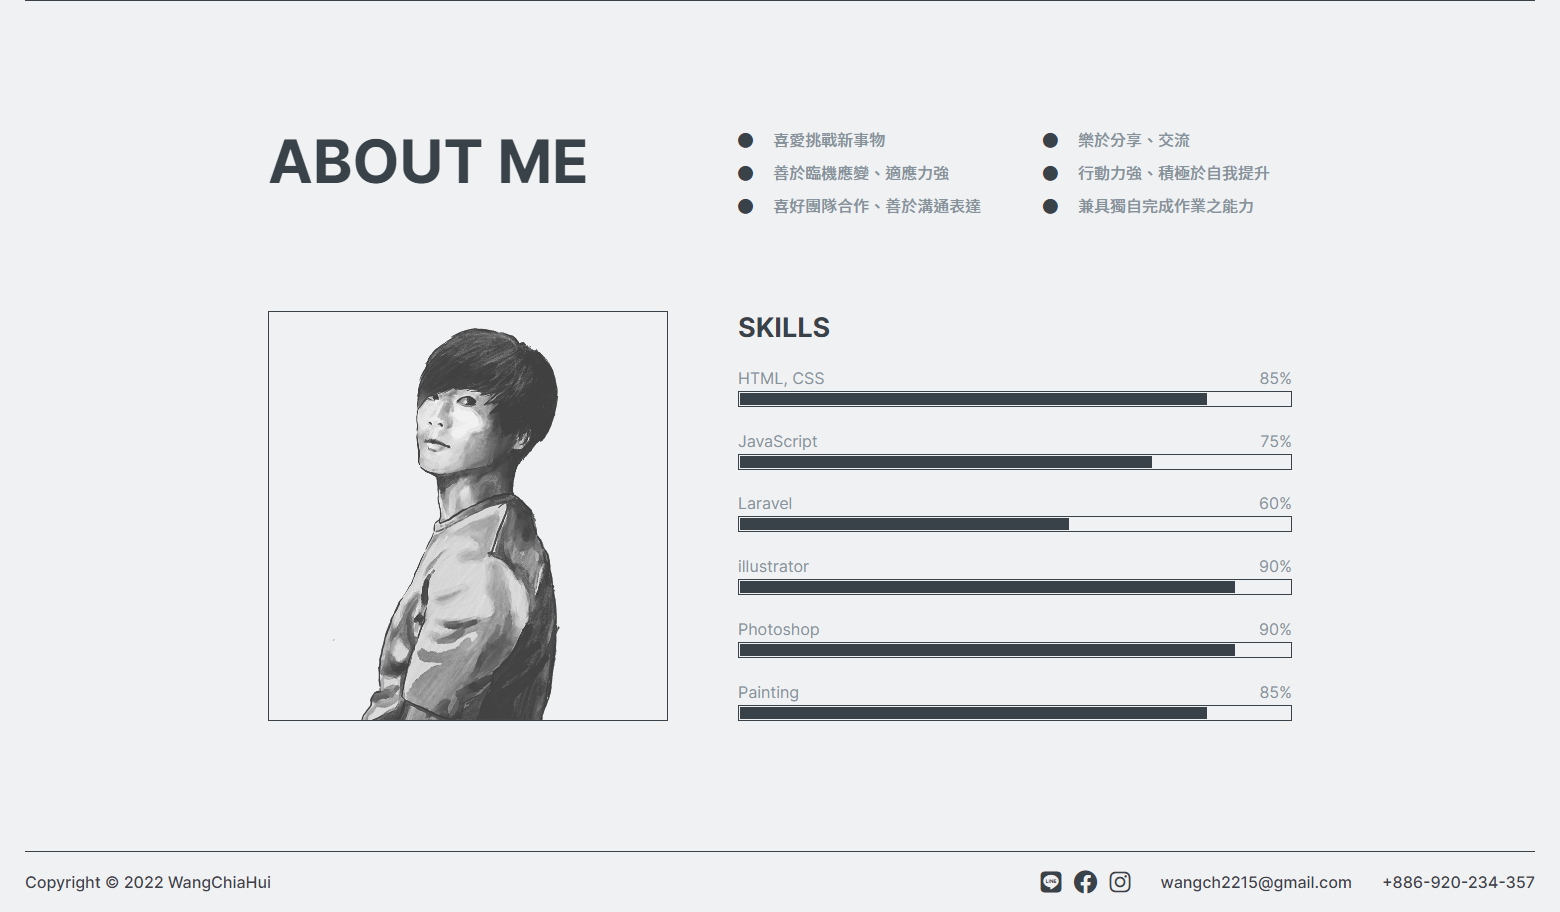 ABOUT ME
喜愛挑戰新事物
善於臨機應變、適應力強
喜好團隊合作、善於溝通表達
樂於分享、交流
行動力強、積極於自我提升
兼具獨自完成作業之能力
SKILLS
HTML, CSS 85%
JavaScript 75%
Laravel 60%
illustrator 90%
Photoshop 90%
Painting 85%
Copyright © 2022 WangChiaHui
LINE
wangch2215@gmail.com
+886-920-234-357